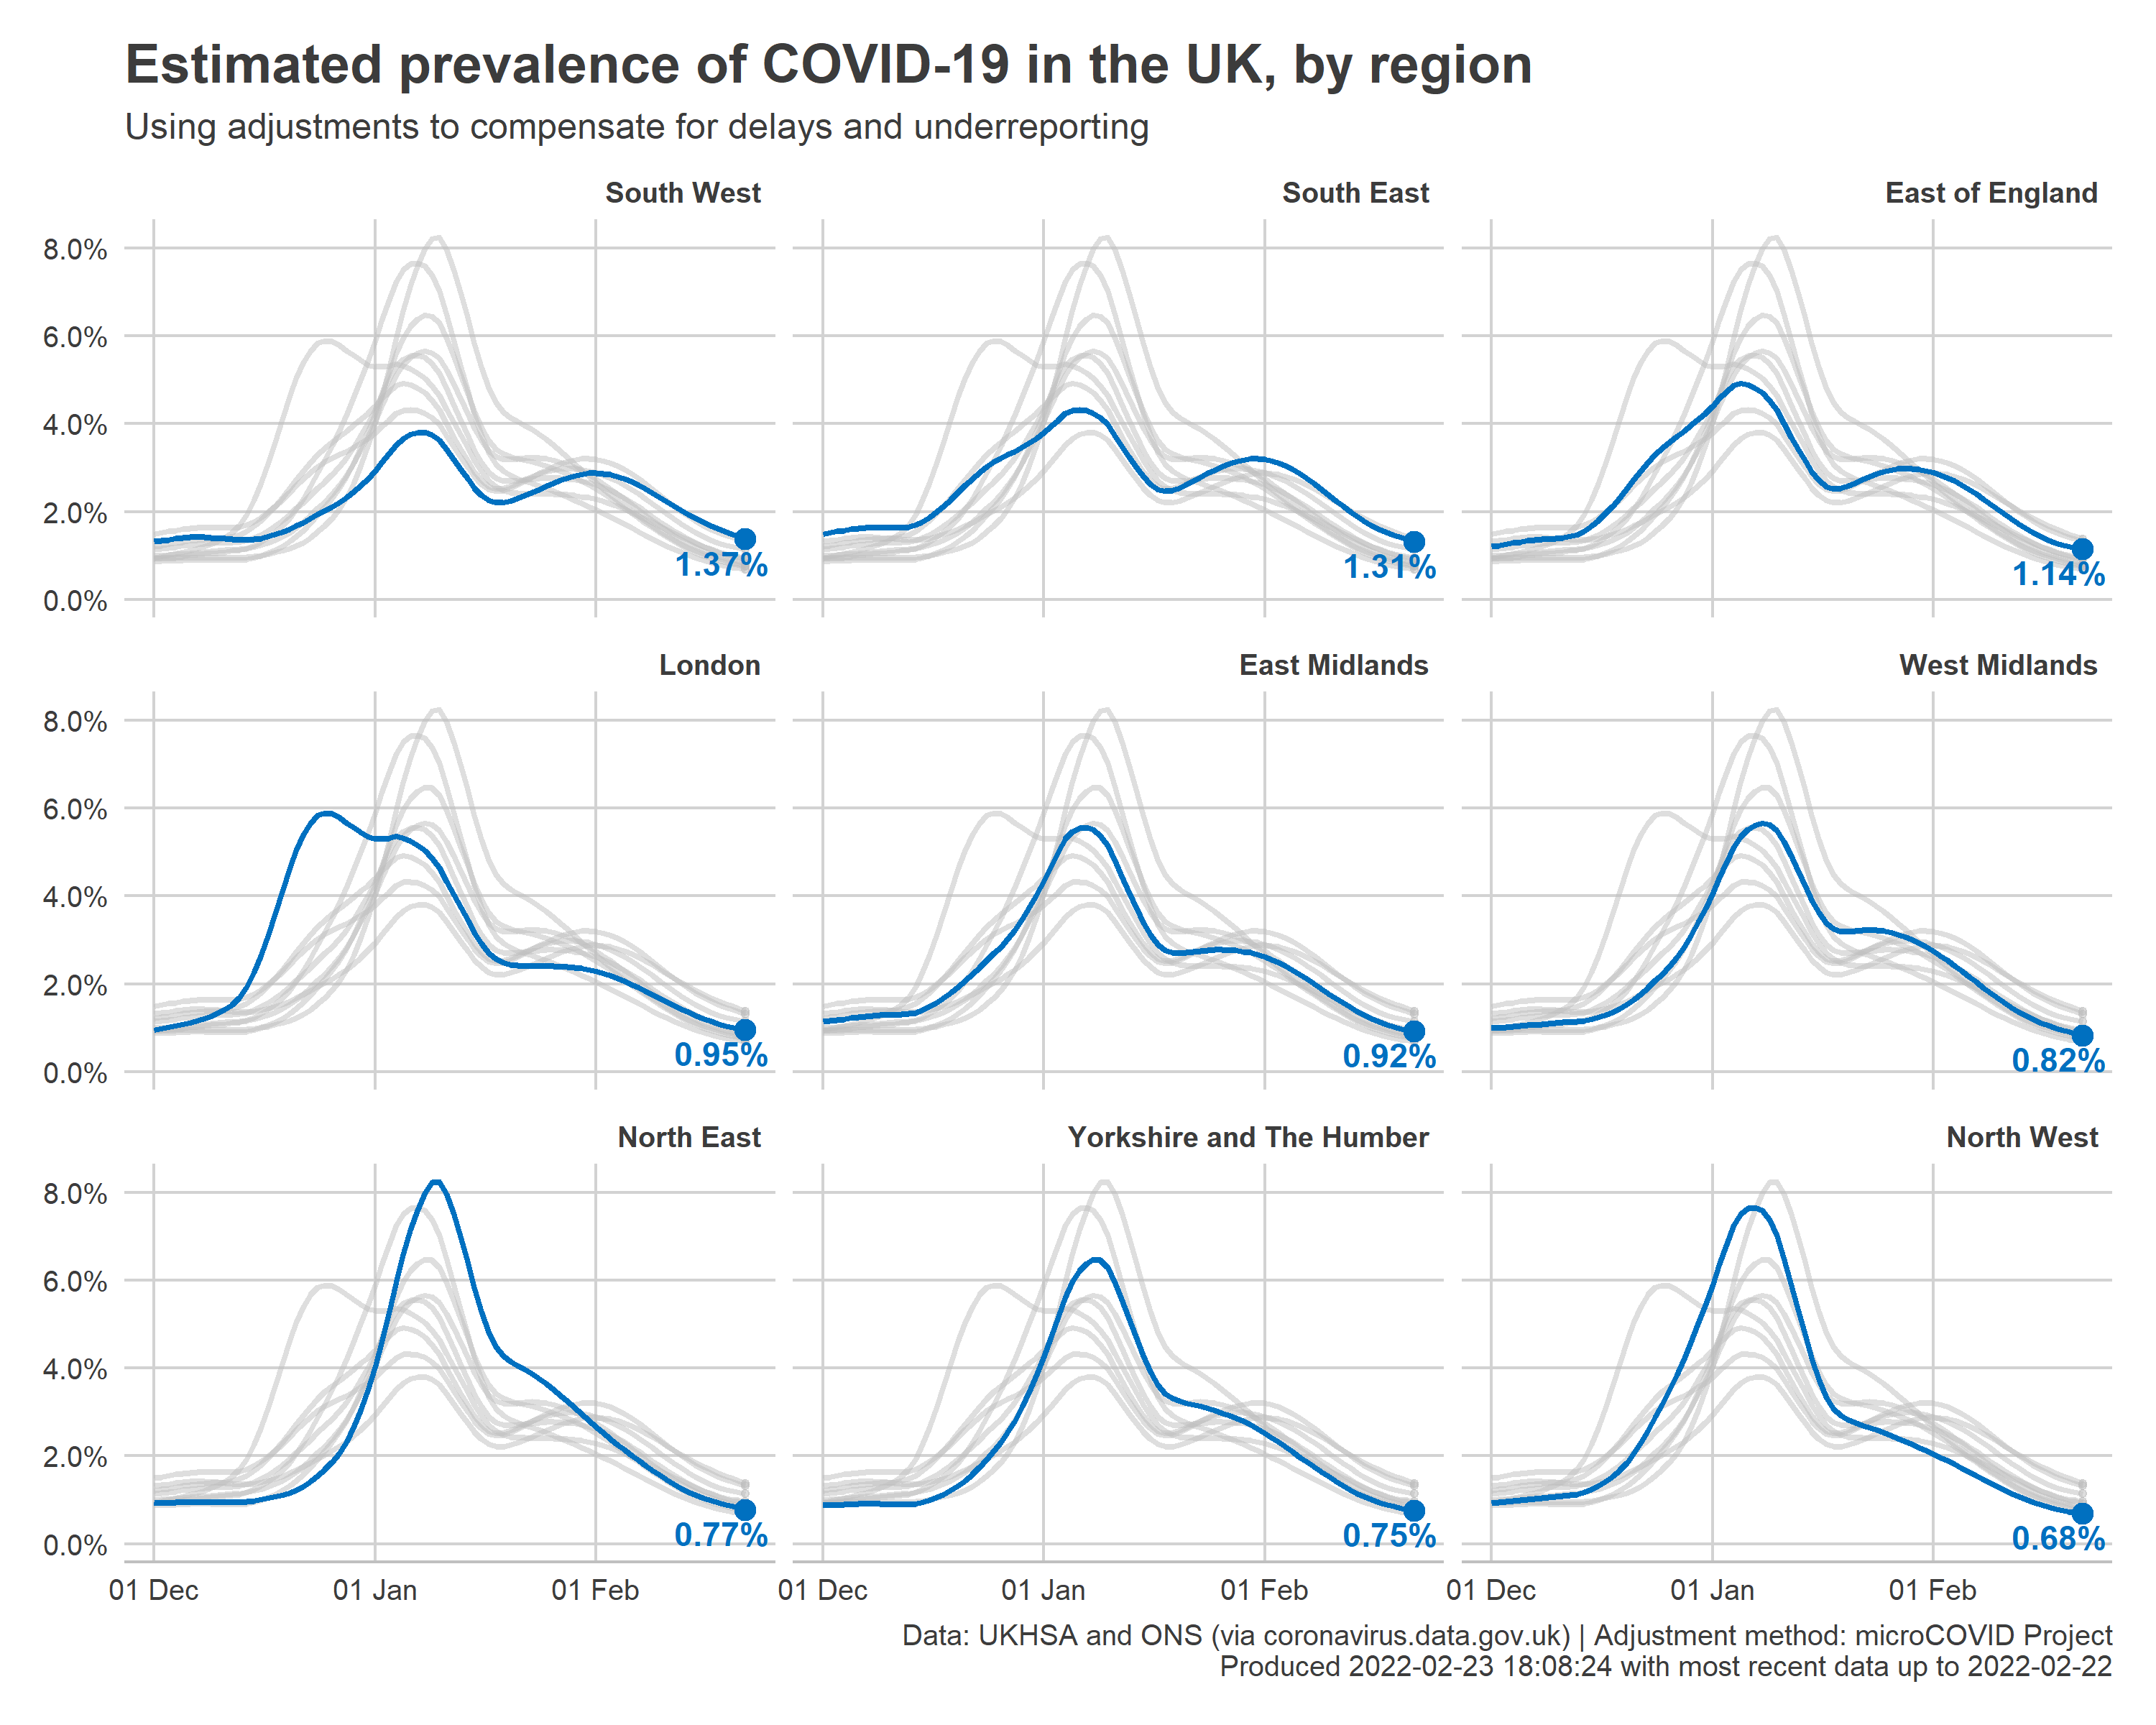 Estimated prevalence of COVID-19 in the UK, by region
Using adjustments to compensate for delays and underreporting
South West
South East
East of England
8.0%
6.0%
4.0%
2.0%
0.0%
1.37%
1.31%
1.14%
London
East Midlands
West Midlands
8.0%
6.0%
4.0%
2.0%
0.0%
0.95%
0.92%
0.82%
North East
Yorkshire and The Humber
North West
8.0%
6.0%
4.0%
2.0%
0.0%
0.77%
0.75%
0.68%
01 Dec
01 Jan
01 Feb
01 Dec
01 Jan
01 Feb
01 Dec
01 Jan
01 Feb
Data: UKHSA and ONS (via coronavirus.data.gov.uk) | Adjustment method: microCOVID Project
Produced 2022-02-23 18:08:24 with most recent data up to 2022-02-22